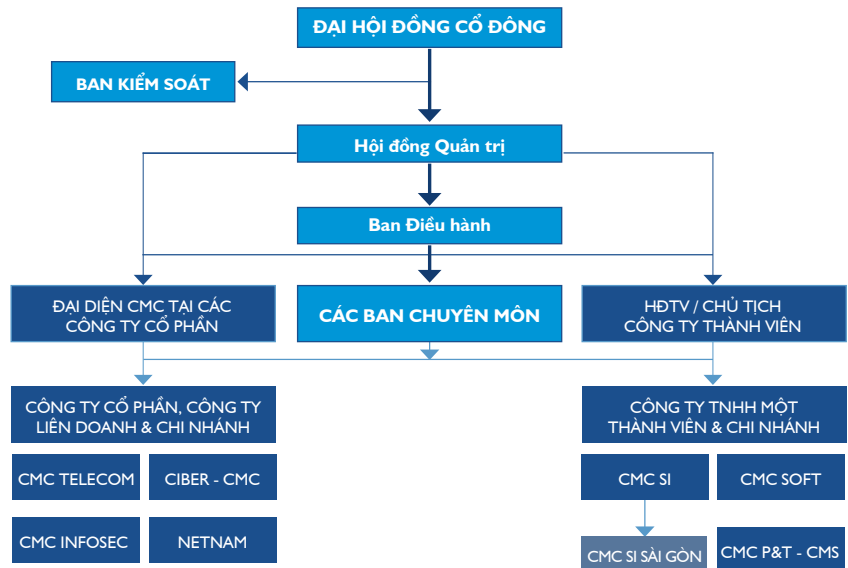 ĐẠI HỘI ĐỒNG CỔ ĐÔNG
BAN KIỂM SOÁT
Hội đồng Quản trị
Ban Điều hành
ĐẠI DIỆN CMC TẠI CÁC
CÔNG TY CỔ PHẦN
CÁC BAN CHUYÊN MÔN
HĐTV / CHỦ TỊCH
CÔNG TY THÀNH VIÊN
CÔNG TY CỔ PHẦN, CÔNG TY
LIÊN DOANH & CHI NHÁNH
CÔNG TY TNHH MỘT
THÀNH VIÊN & CHI NHÁNH
CMC TELECOM
CIBER - CMC
CMC SI
CMC SOFT
CMC INFOSEC
NETNAM
CMC SI SÀI GÒN
CMC P&T - CMS